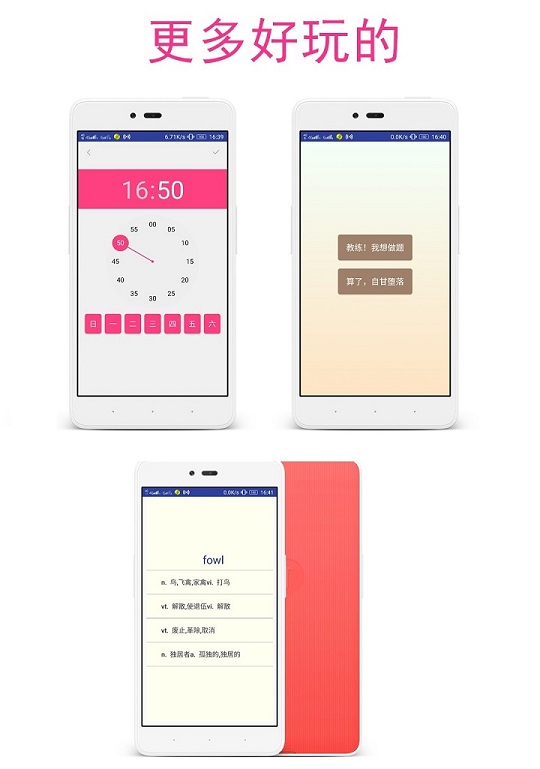 更多好玩的
6.71K/s 16:39
0.0K/s 16:40
16:50
00
55 05
50 10
45 15
40 20
35 25
30
日 一 二 三 四 五 六
教练！我想做题
算了，自甘堕落
0.0K/s 16:41
fowl
n. 鸟,飞禽,家禽vi. 打鸟
vt. 解散,使退伍vi. 解散
vt. 废止,革除,取消
n. 独居者a. 孤独的,独居的